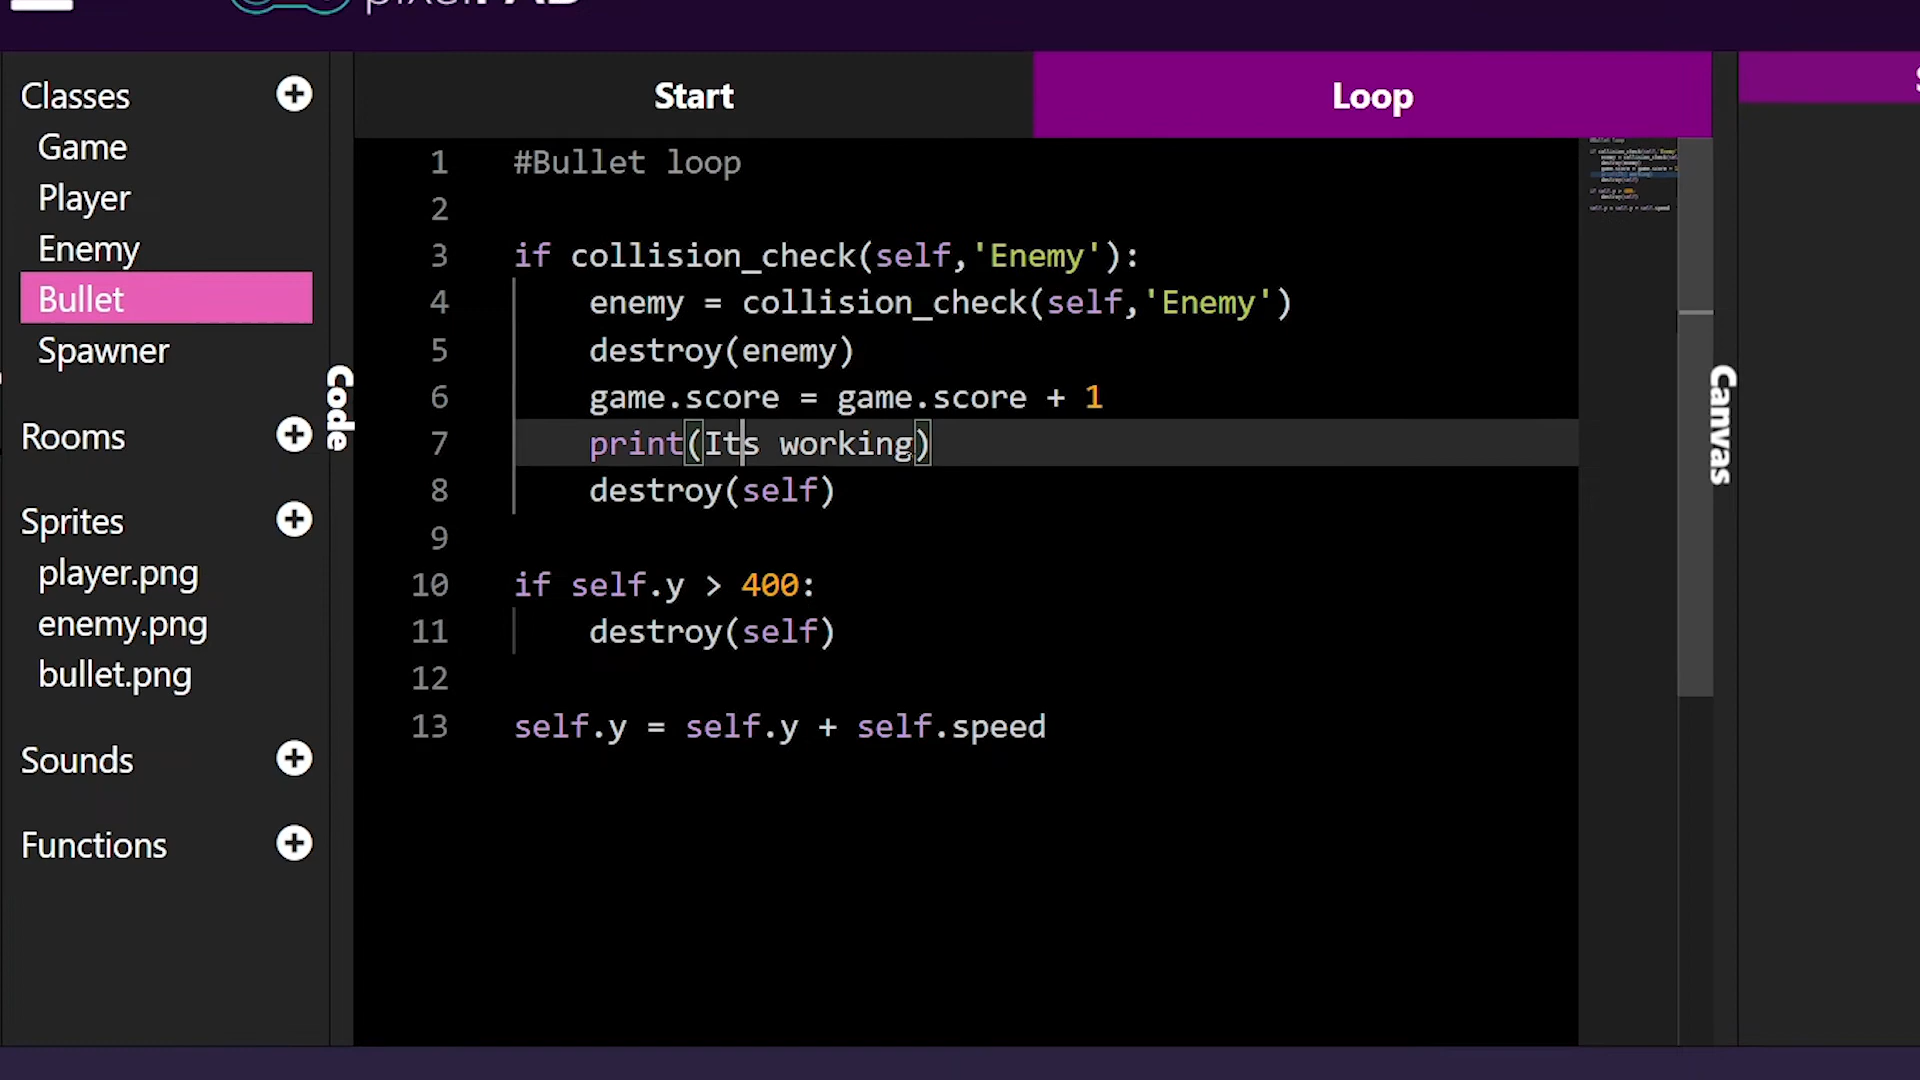 pixelPAD
Classes
Game
Player
Enemy
Bullet
Spawner
Rooms
Sprites
player.png
enemy.png
bullet.png
Sounds
Functions
Code
Start
Loop
1 #Bullet loop
2
3 if collision_check(self,'Enemy'):
4 enemy = collision_check(self,'Enemy')
5 destroy(enemy)
6 game.score = game.score + 1
7 print(Its working)
8 destroy(self)
9
10 if self.y > 400:
11 destroy(self)
12
13 self.y = self.y + self.speed
Canvas